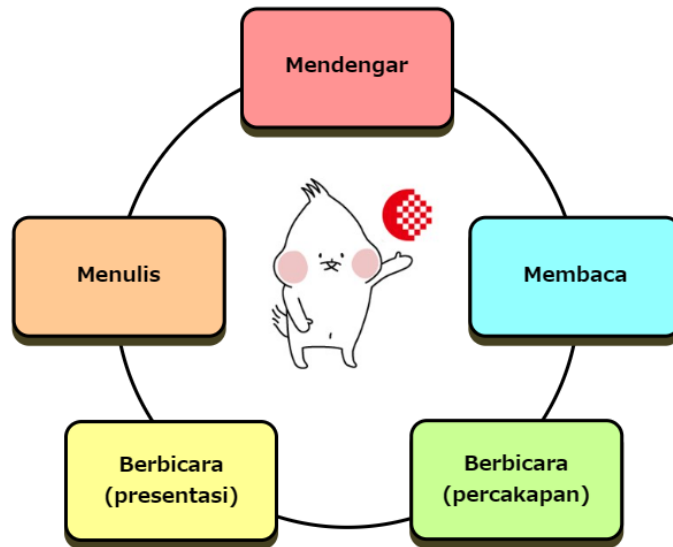 Mendengar
Menulis
Membaca
Berbicara
(presentasi)
Berbicara
(percakapan)